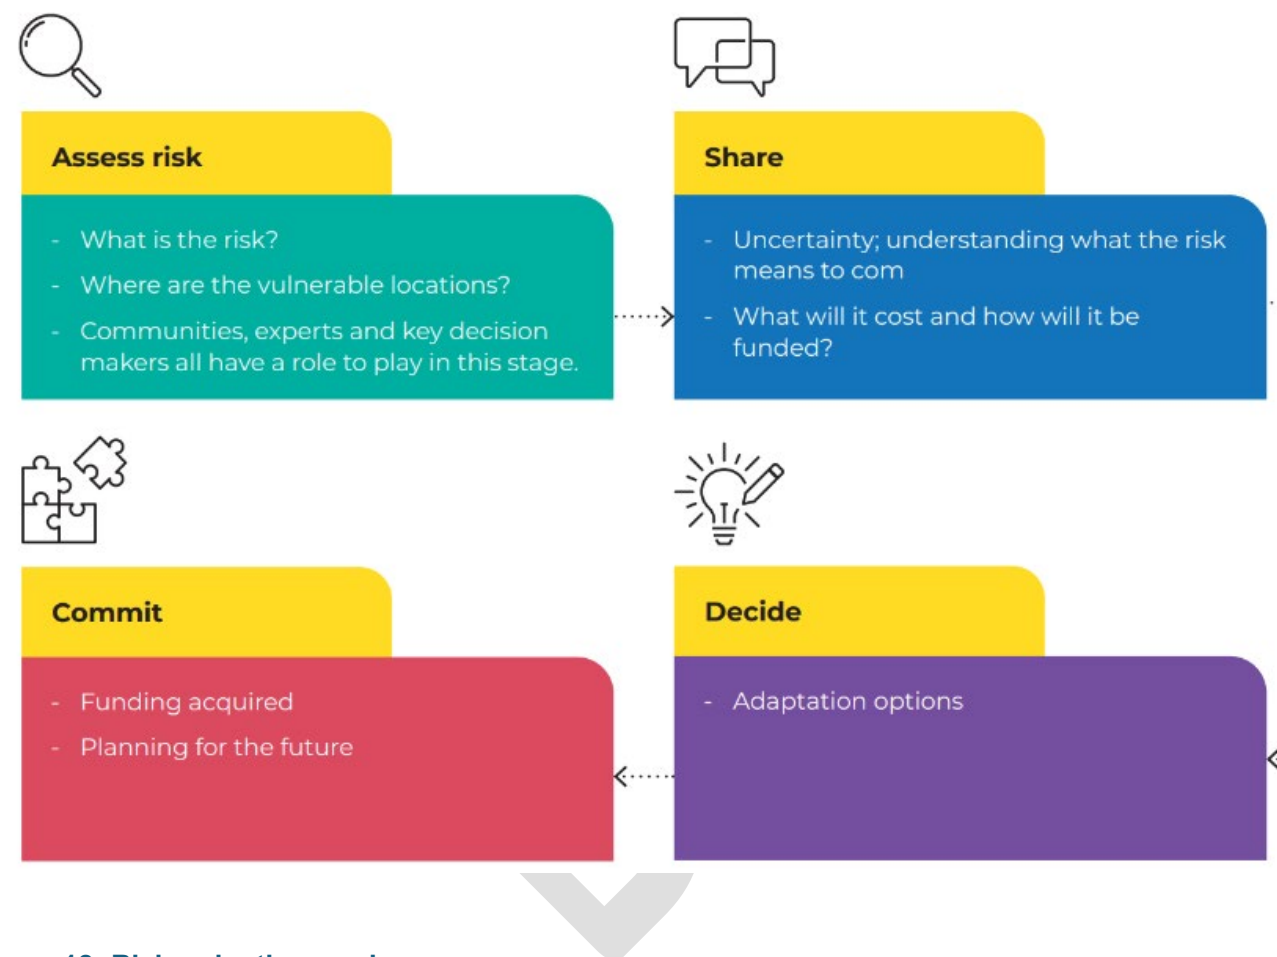 Assess risk
- What is the risk?
- Where are the vulnerable locations?
- Communities, experts and key decision
makers all have a role to play in this stage.
Share
- Uncertainty; understanding what the risk
means to com
- What will it cost and how will it be
funded?
Commit
- Funding acquired
- Planning for the future
Decide
- Adaptation options